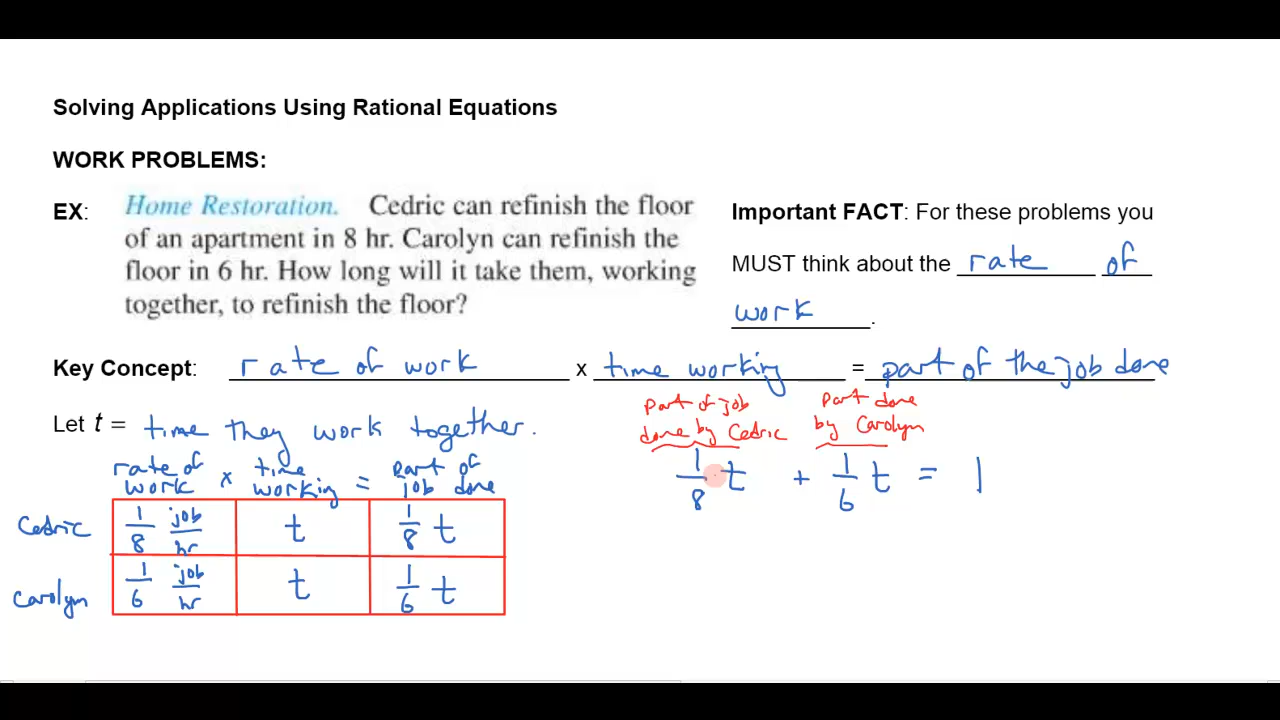 Solving Applications Using Rational Equations
WORK PROBLEMS:
EX: Home Restoration. Cedric can refinish the floor
of an apartment in 8 hr. Carolyn can refinish the
floor in 6 hr. How long will it take them, working
together, to refinish the floor?
Important FACT: For these problems you
MUST think about the rate of
work.
Key Concept: rate of work x time working = part of the job done
Let t = time they work together.
part of job
done by Cedric
part done
by Carolyn
1/8 t + 1/6 t = 1
rate of work x time working = part of job done
Cedric 1/8 job/hr t 1/8 t
Carolyn 1/6 job/hr t 1/6 t